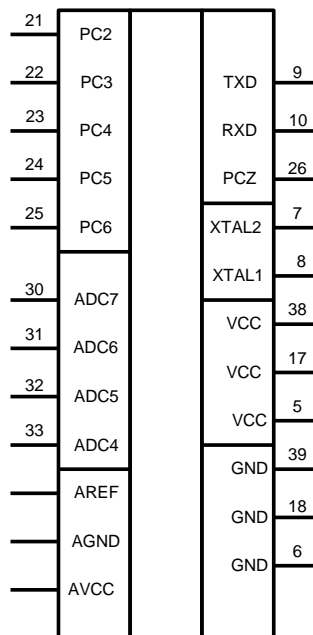 21 PC2
22 PC3 TXD 9
23 PC4 RXD 10
24 PC5 PCZ 26
25 PC6 XTAL2 7
XTAL1 8
30 ADC7 VCC 38
31 ADC6 VCC 17
32 ADC5 VCC 5
33 ADC4 GND 39
AREF GND 18
AGND GND 6
AVCC